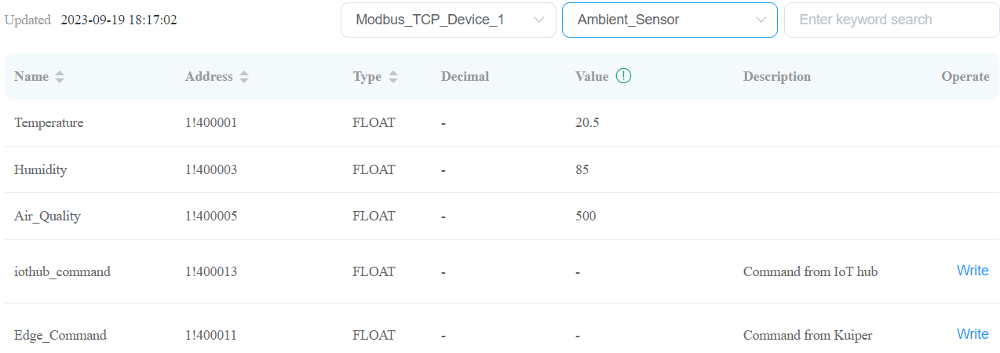 Updated 2023-09-19 18:17:02 Modbus_TCP_Device_1 Ambient_Sensor Enter keyword search
Name Address Type Decimal Value ! Description Operate
Temperature 1!400001 FLOAT - 20.5
Humidity 1!400003 FLOAT - 85
Air_Quality 1!400005 FLOAT - 500
iothub_command 1!400013 FLOAT - - Command from IoT hub Write
Edge_Command 1!400011 FLOAT - - Command from Kuiper Write